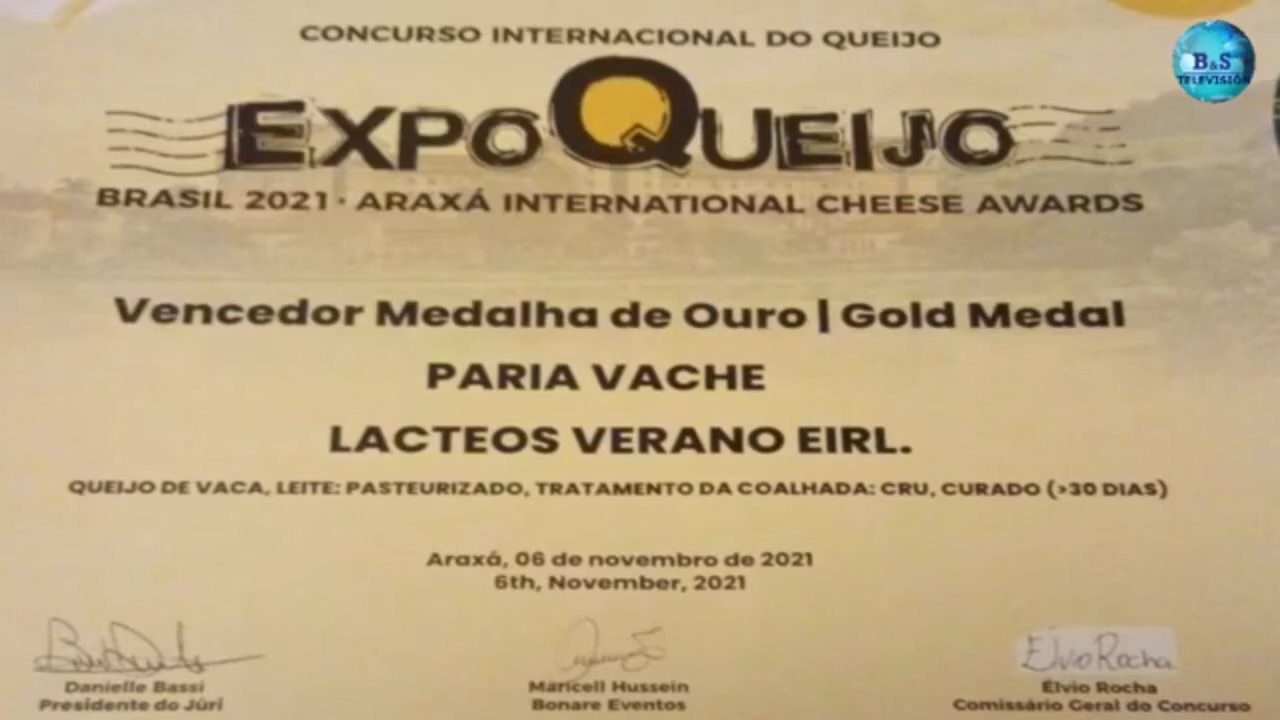 CONCURSO INTERNACIONAL DO QUEIJO
B&S
TELEVISIÓN
EXPOQUEIJO
BRASIL 2021 · ARAXÁ INTERNATIONAL CHEESE AWARDS
Vencedor Medalha de Ouro | Gold Medal
PARIA VACHE
LACTEOS VERANO EIRL.
QUEIJO DE VACA, LEITE: PASTEURIZADO, TRATAMENTO DA COALHADA: CRU, CURADO (>30 DIAS)
Araxá, 06 de novembro de 2021
6th, November, 2021
Elvio Rocha
Danielle Bassi
Presidente do Júri
Maricell Hussein
Bonare Eventos
Élvio Rocha
Comissário Geral do Concurso